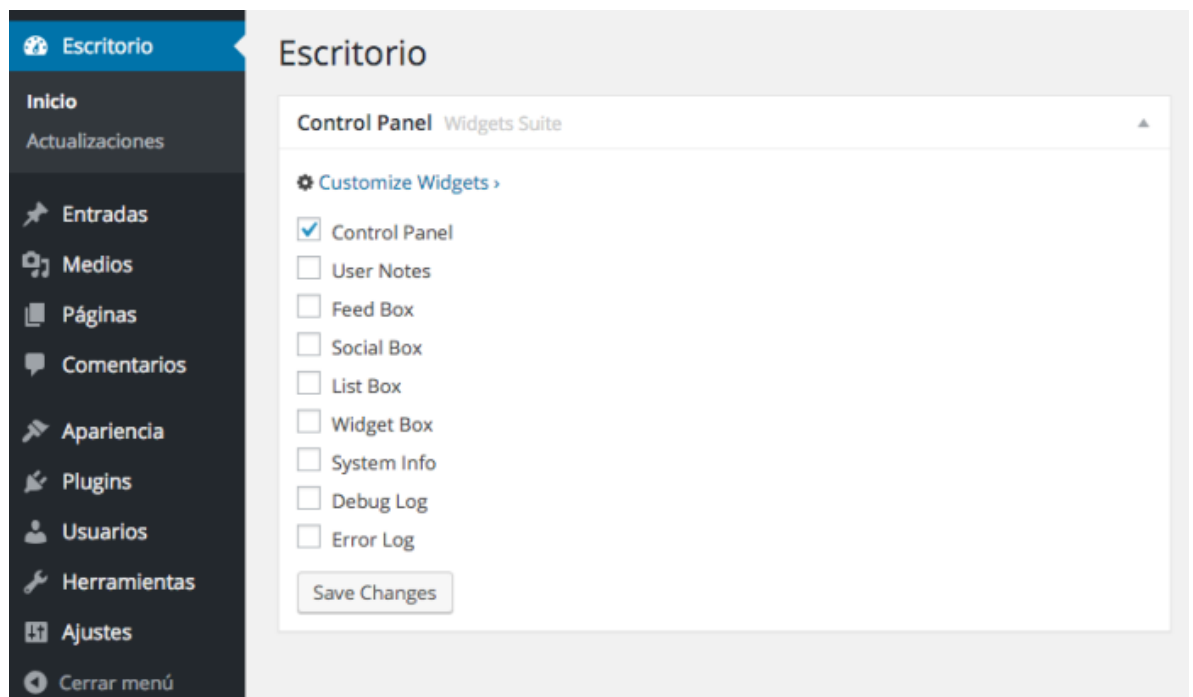 Escritorio
Inicio
Actualizaciones
Entradas
Medios
Páginas
Comentarios
Apariencia
Plugins
Usuarios
Herramientas
Ajustes
Cerrar menú
Escritorio
Control Panel Widgets Suite
Customize Widgets ›
Control Panel
User Notes
Feed Box
Social Box
List Box
Widget Box
System Info
Debug Log
Error Log
Save Changes